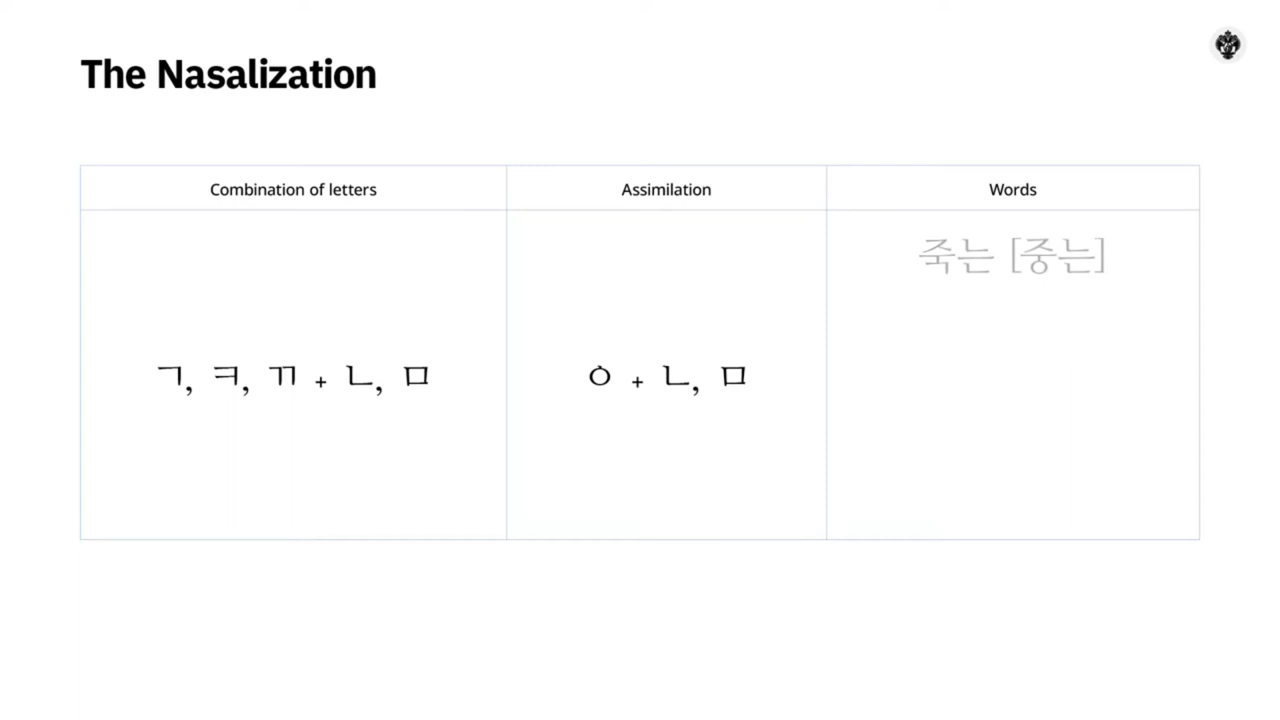 The Nasalization
Combination of letters
Assimilation
Words
ㄱ, ㅋ, ㄲ + ㄴ, ㅁ
ㅇ + ㄴ, ㅁ
죽는 [중는]